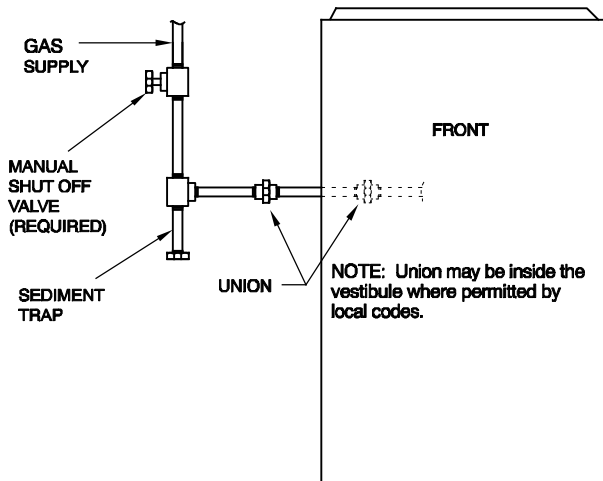 GAS
SUPPLY
MANUAL
SHUT OFF
VALVE
(REQUIRED)
SEDIMENT
TRAP
UNION
FRONT
NOTE: Union may be inside the
vestibule where permitted by
local codes.